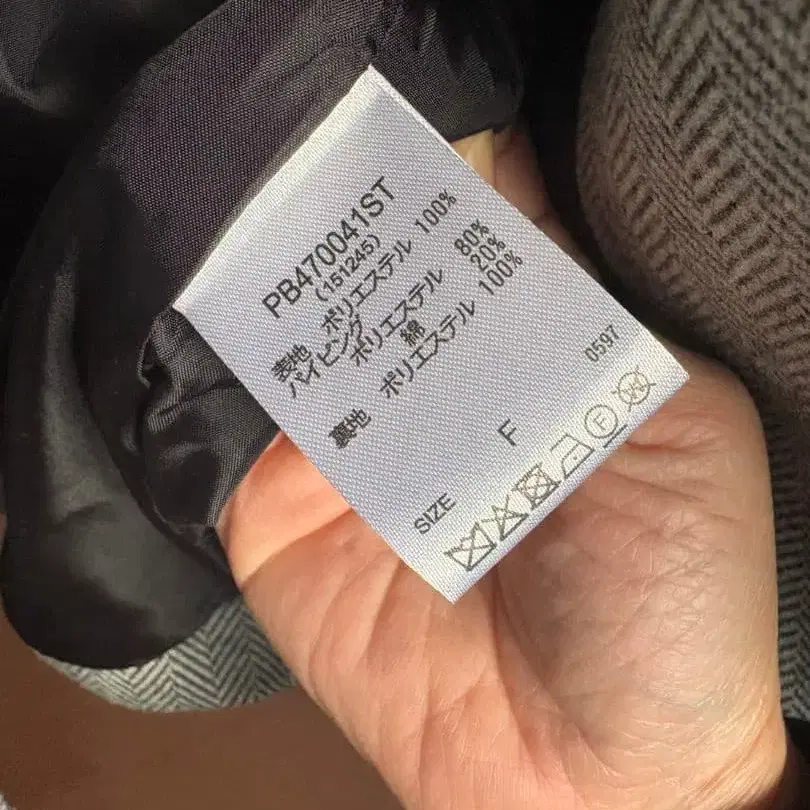 PB470041ST
(151245)
表地 ポリエステル 100%
パイピング
ポリエステル 80%
綿 20%
裏地 ポリエステル 100%
0597
SIZE F
F